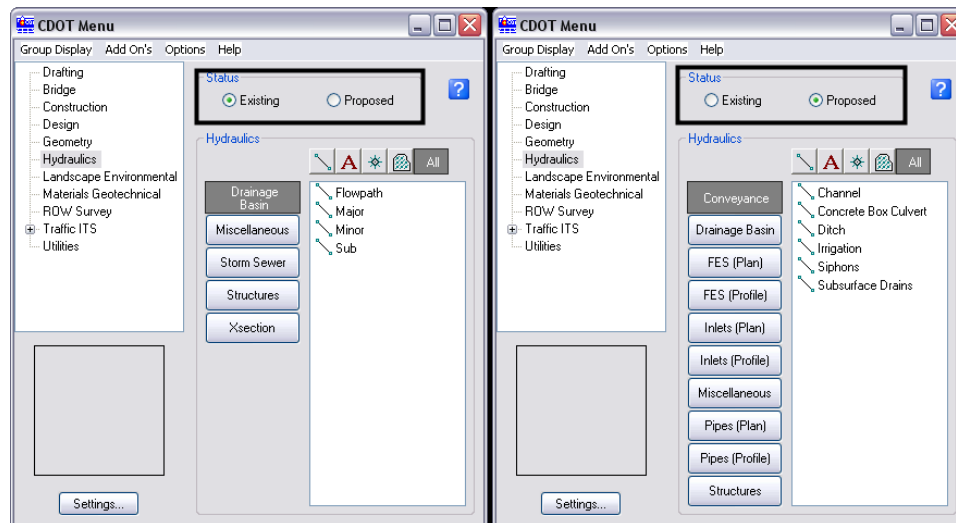 CDOT Menu
Group Display Add On's Options Help
Drafting
Bridge
Construction
Design
Geometry
Hydraulics
Landscape Environmental
Materials Geotechnical
ROW Survey
Traffic ITS
Utilities
Status
Existing Proposed
?
Hydraulics
A All
Drainage
Basin
Miscellaneous
Storm Sewer
Structures
Xsection
Flowpath
Major
Minor
Sub
Settings...
CDOT Menu
Group Display Add On's Options Help
Drafting
Bridge
Construction
Design
Geometry
Hydraulics
Landscape Environmental
Materials Geotechnical
ROW Survey
Traffic ITS
Utilities
Status
Existing Proposed
?
Hydraulics
A All
Conveyance
Drainage Basin
FES (Plan)
FES (Profile)
Inlets (Plan)
Inlets (Profile)
Miscellaneous
Pipes (Plan)
Pipes (Profile)
Structures
Channel
Concrete Box Culvert
Ditch
Irrigation
Siphons
Subsurface Drains
Settings...